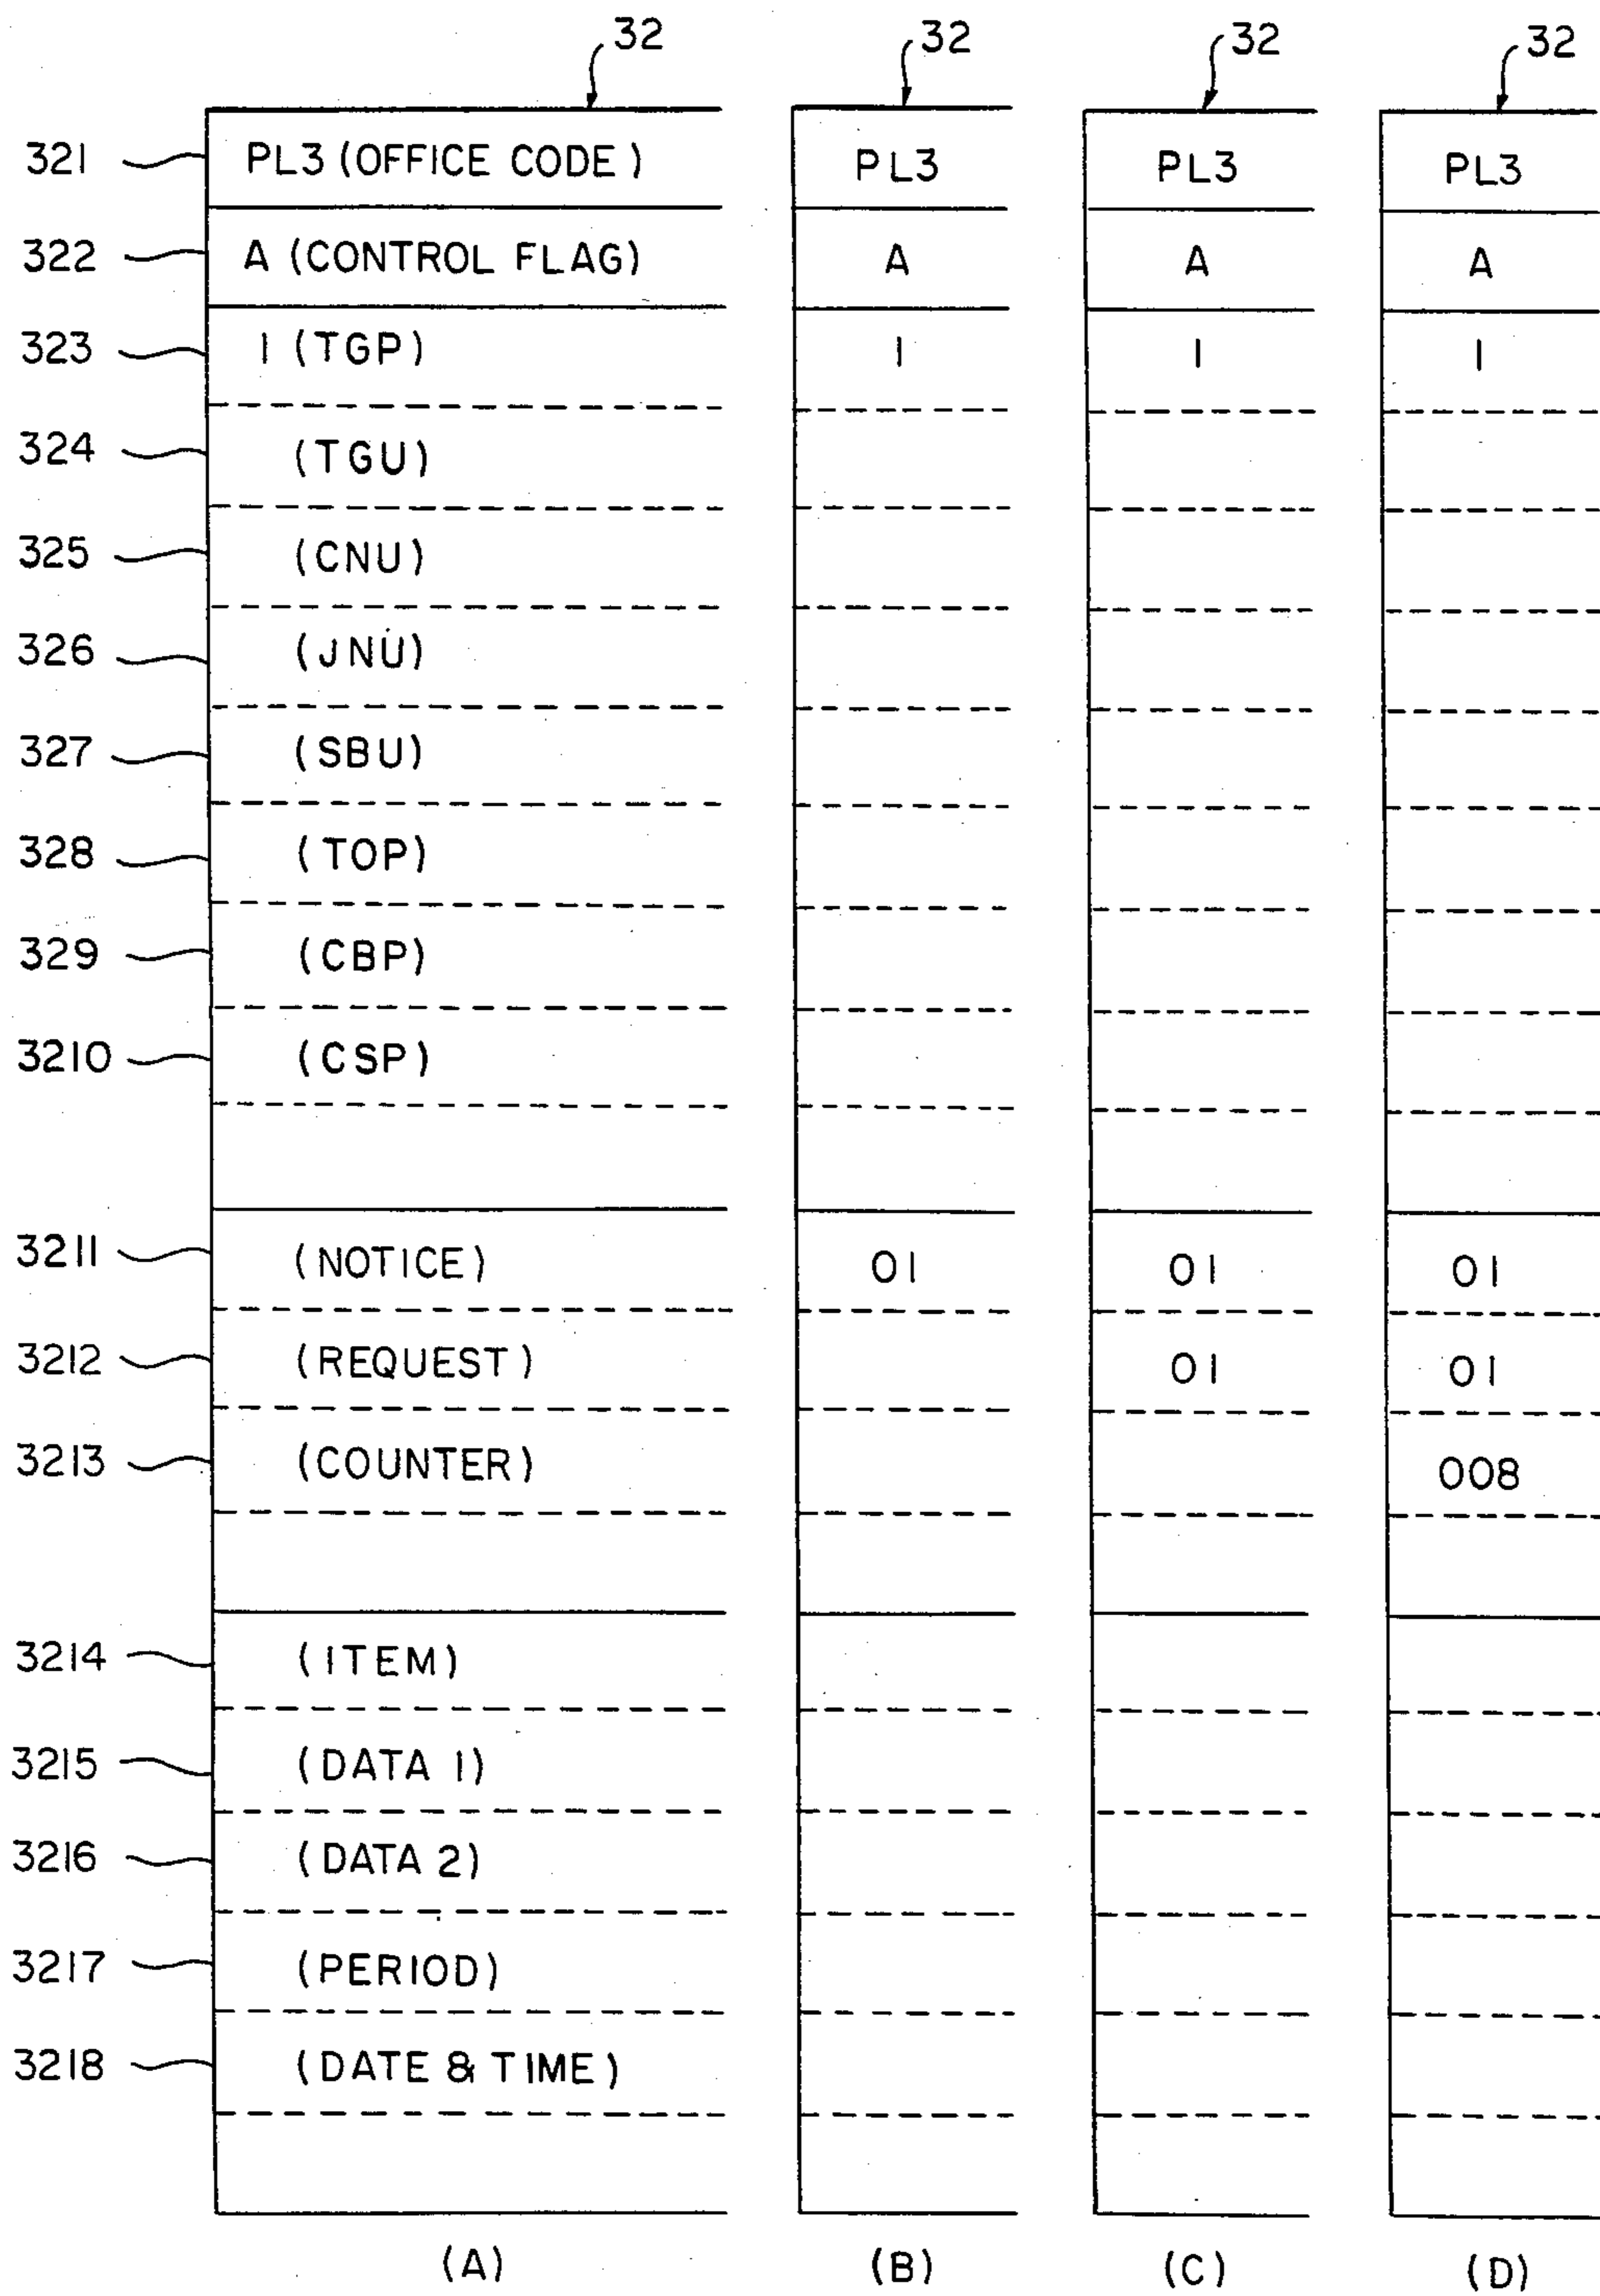 32 32 32 32
321 PL3 (OFFICE CODE) PL3 PL3 PL3
322 A (CONTROL FLAG) A A A
323 1 (TGP) 1 1 1
324 (TGU)
325 (CNU)
326 (JNU)
327 (SBU)
328 (TOP)
329 (CBP)
3210 (CSP)
3211 (NOTICE) 01 01 01
3212 (REQUEST) 01 01
3213 (COUNTER) 008
3214 (ITEM)
3215 (DATA 1)
3216 (DATA 2)
3217 (PERIOD)
3218 (DATE & TIME)
(A) (B) (C) (D)